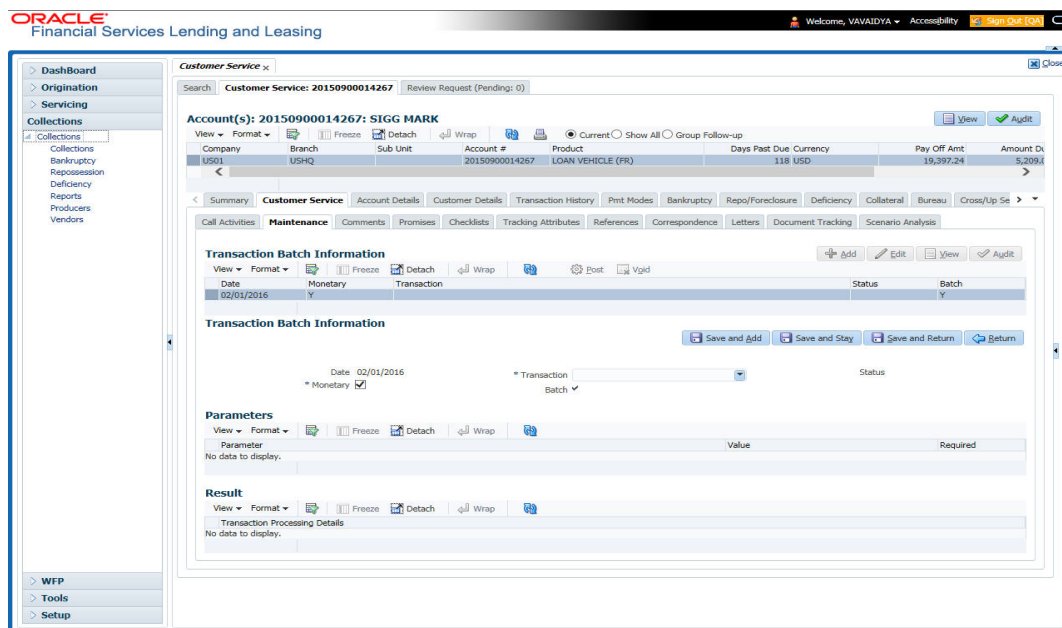 ORACLE
Financial Services Lending and Leasing
Welcome, VAVAIDYA Accessibility Sign Out [QA]
Close
DashBoard
Origination
Servicing
Collections
Collections
Collections
Bankruptcy
Repossession
Deficiency
Reports
Producers
Vendors
WFP
Tools
Setup
Customer Service
Search Customer Service: 20150900014267 Review Request (Pending: 0)
Account(s): 20150900014267: SIGG MARK
View Audit
View Format Freeze Detach Wrap Current Show All Group Follow-up
Company Branch Sub Unit Account # Product Days Past Due Currency Pay Off Amt Amount Du
US01 USHQ 20150900014267 LOAN VEHICLE (FR) 118 USD 19,397.24 5,209.0
Summary Customer Service Account Details Customer Details Transaction History Pmt Modes Bankruptcy Repo/Foreclosure Deficiency Collateral Bureau Cross/Up Se
Call Activities Maintenance Comments Promises Checklists Tracking Attributes References Correspondence Letters Document Tracking Scenario Analysis
Transaction Batch Information
Add Edit View Audit
View Format Freeze Detach Wrap Post Void
Date Monetary Transaction Status Batch
02/01/2016 Y Y
Transaction Batch Information
Save and Add Save and Stay Save and Return Return
Date 02/01/2016 * Transaction Status
* Monetary Batch
Parameters
View Format Freeze Detach Wrap
Parameter Value Required
No data to display.
Result
View Format Freeze Detach Wrap
Transaction Processing Details
No data to display.